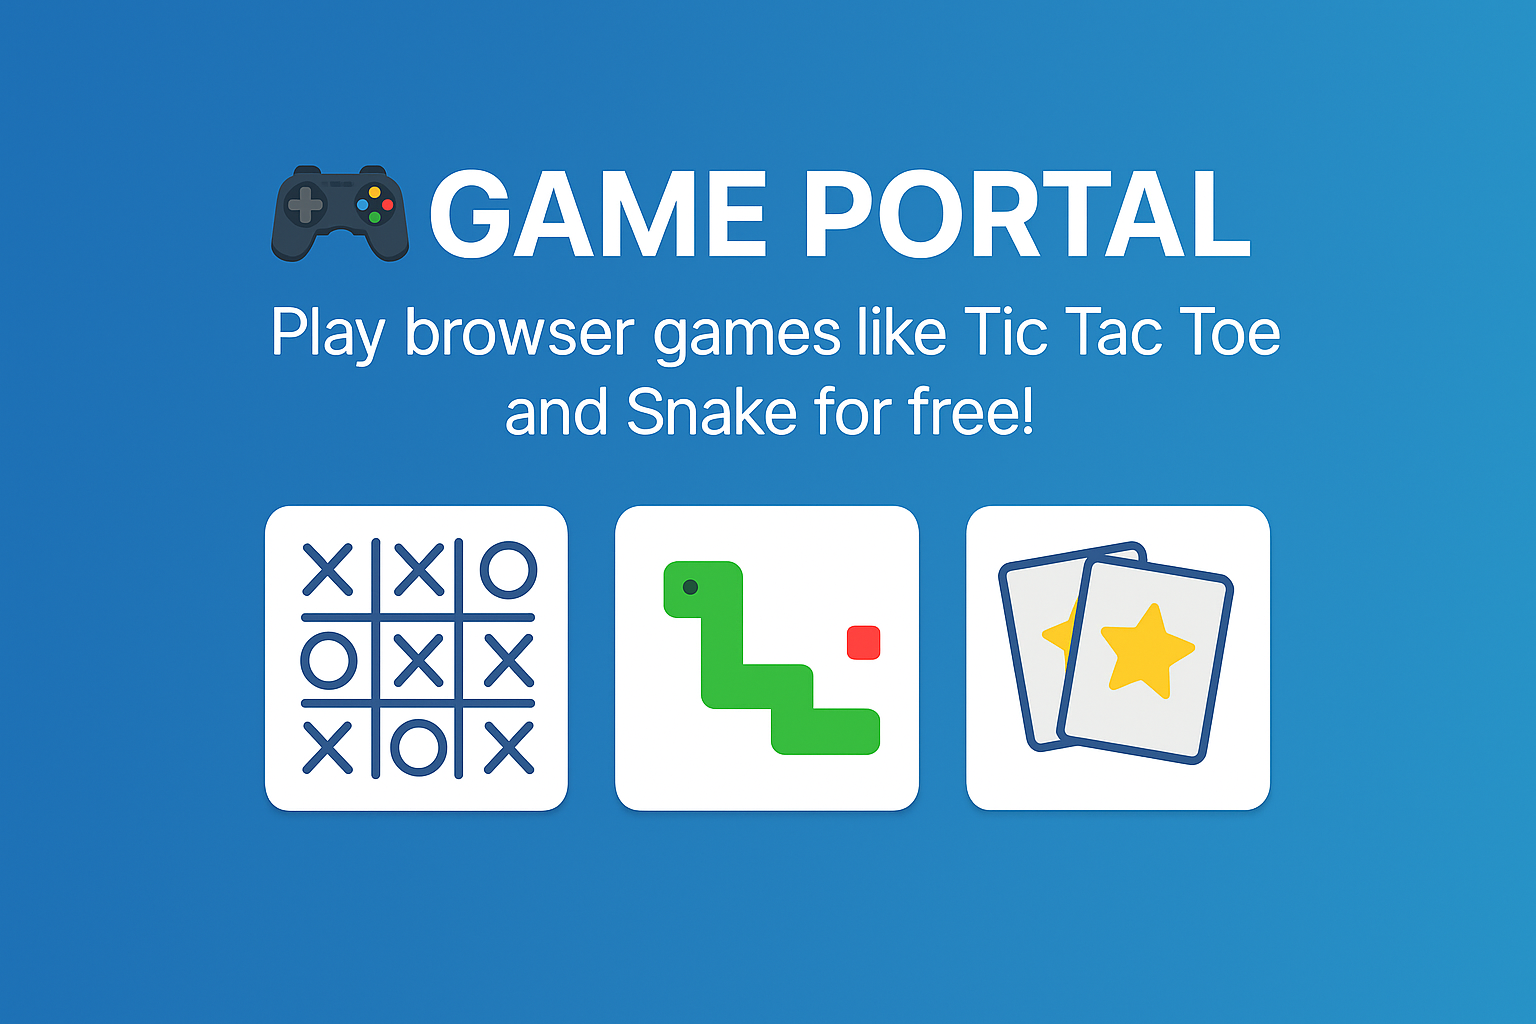 GAME PORTAL
Play browser games like Tic Tac Toe
and Snake for free!
X X O
O X X
X O X